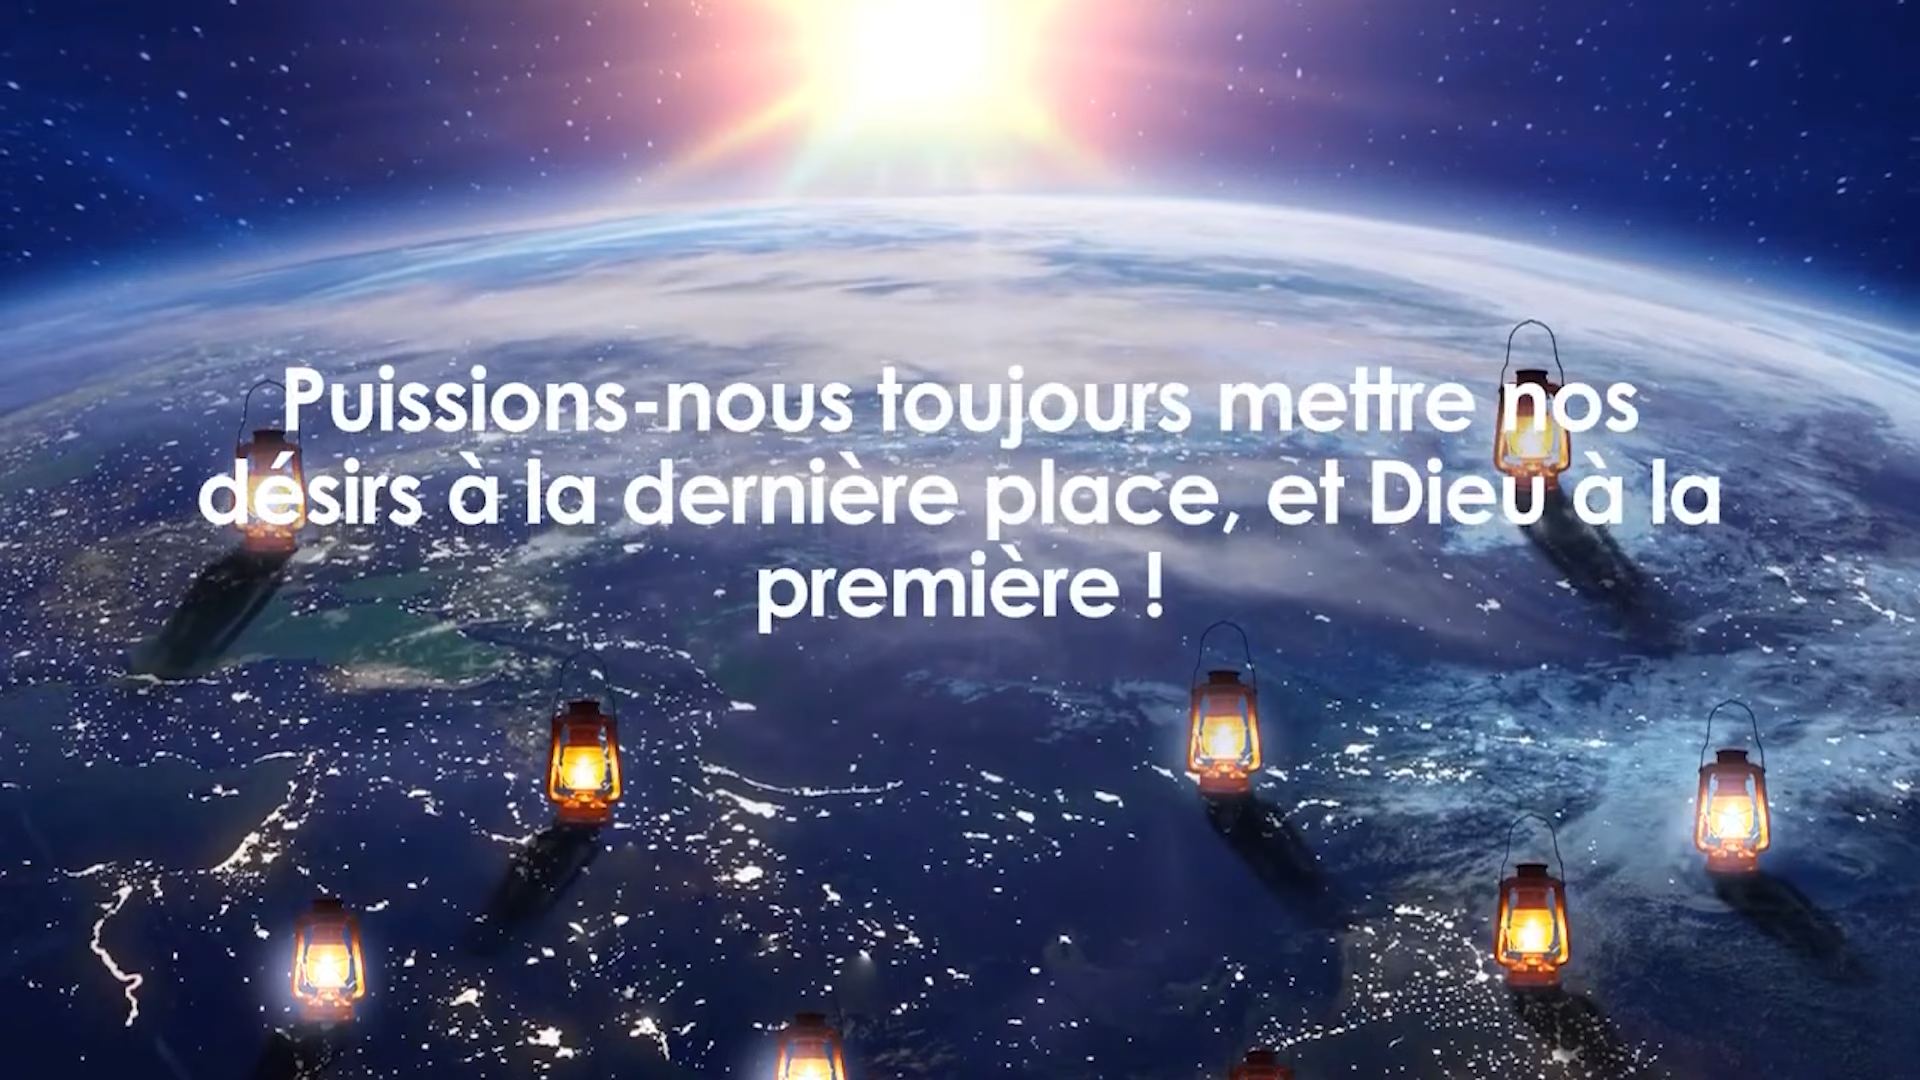 Puissions-nous toujours mettre nos
désirs à la dernière place, et Dieu à la
première !